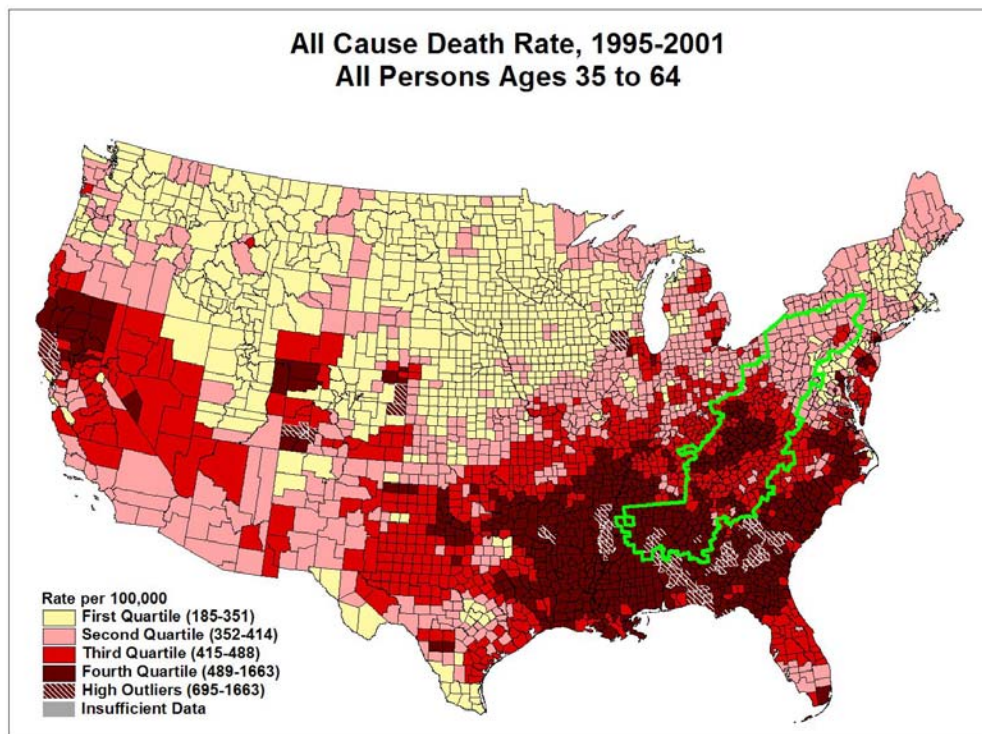 All Cause Death Rate, 1995-2001
All Persons Ages 35 to 64
Rate per 100,000
First Quartile (185-351)
Second Quartile (352-414)
Third Quartile (415-488)
Fourth Quartile (489-1663)
High Outliers (695-1663)
Insufficient Data